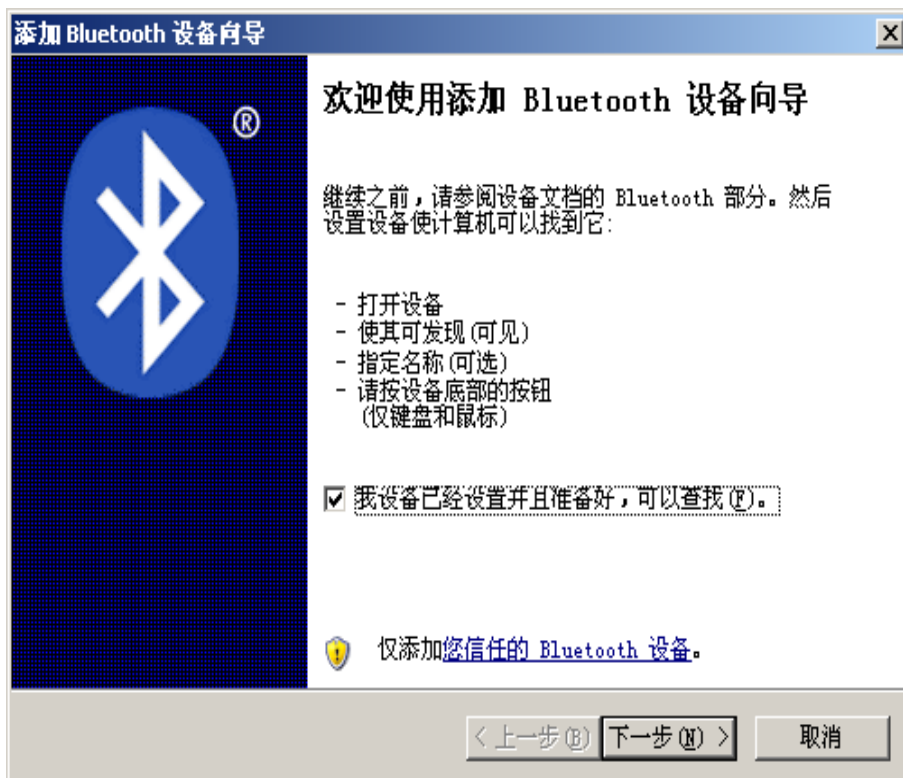 添加 Bluetooth 设备向导
®
欢迎使用添加 Bluetooth 设备向导
继续之前，请参阅设备文档的 Bluetooth 部分。然后
设置设备使计算机可以找到它:
- 打开设备
- 使其可发现(可见)
- 指定名称(可选)
- 请按设备底部的按钮
(仅键盘和鼠标)
我设备已经设置并且准备好，可以查找(F)。
仅添加您信任的 Bluetooth 设备。
< 上一步(B)
下一步(N) >
取消